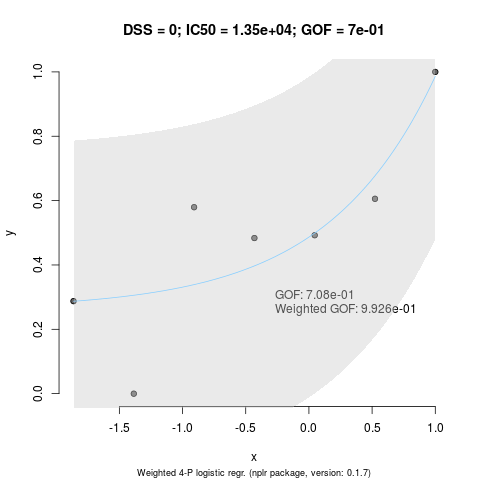 DSS = 0; IC50 = 1.35e+04; GOF = 7e-01
1.0
0.8
0.6
0.4
0.2
0.0
y
GOF: 7.08e-01
Weighted GOF: 9.926e-01
-1.5 -1.0 -0.5 0.0 0.5 1.0
x
Weighted 4-P logistic regr. (nplr package, version: 0.1.7)